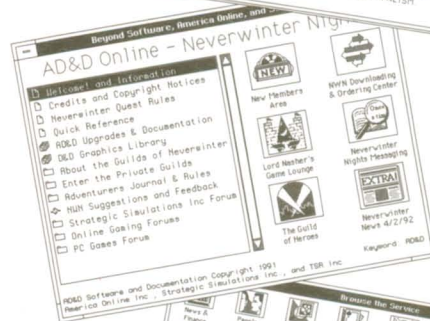 Beyond Software, America Online, and
AD&D Online - Neverwinter Nights
Welcome! and Information
Credits and Copyright Notices
Neverwinter Quest Rules
Quick Reference
AD&D Upgrades & Documentation
D&D Graphics Library
About the Guilds of Neverwinter
Enter the Private Guilds
Adventurers Journal & Rules
NWN Suggestions and Feedback
Strategic Simulations Inc Forum
Online Gaming Forums
PC Games Forum
NEW
New Members
Area
NWN Downloading
& Ordering Center
Lord Nasher's
Game Lounge
Neverwinter
Nights Messaging
The Guild
of Heroes
EXTRA!
Neverwinter
News 4/2/92
Keyword: AD&D
AD&D Software and Documentation Copyright 1991
America Online Inc., Strategic Simulations Inc., and TSR Inc
Browse the Service
News &
Finance